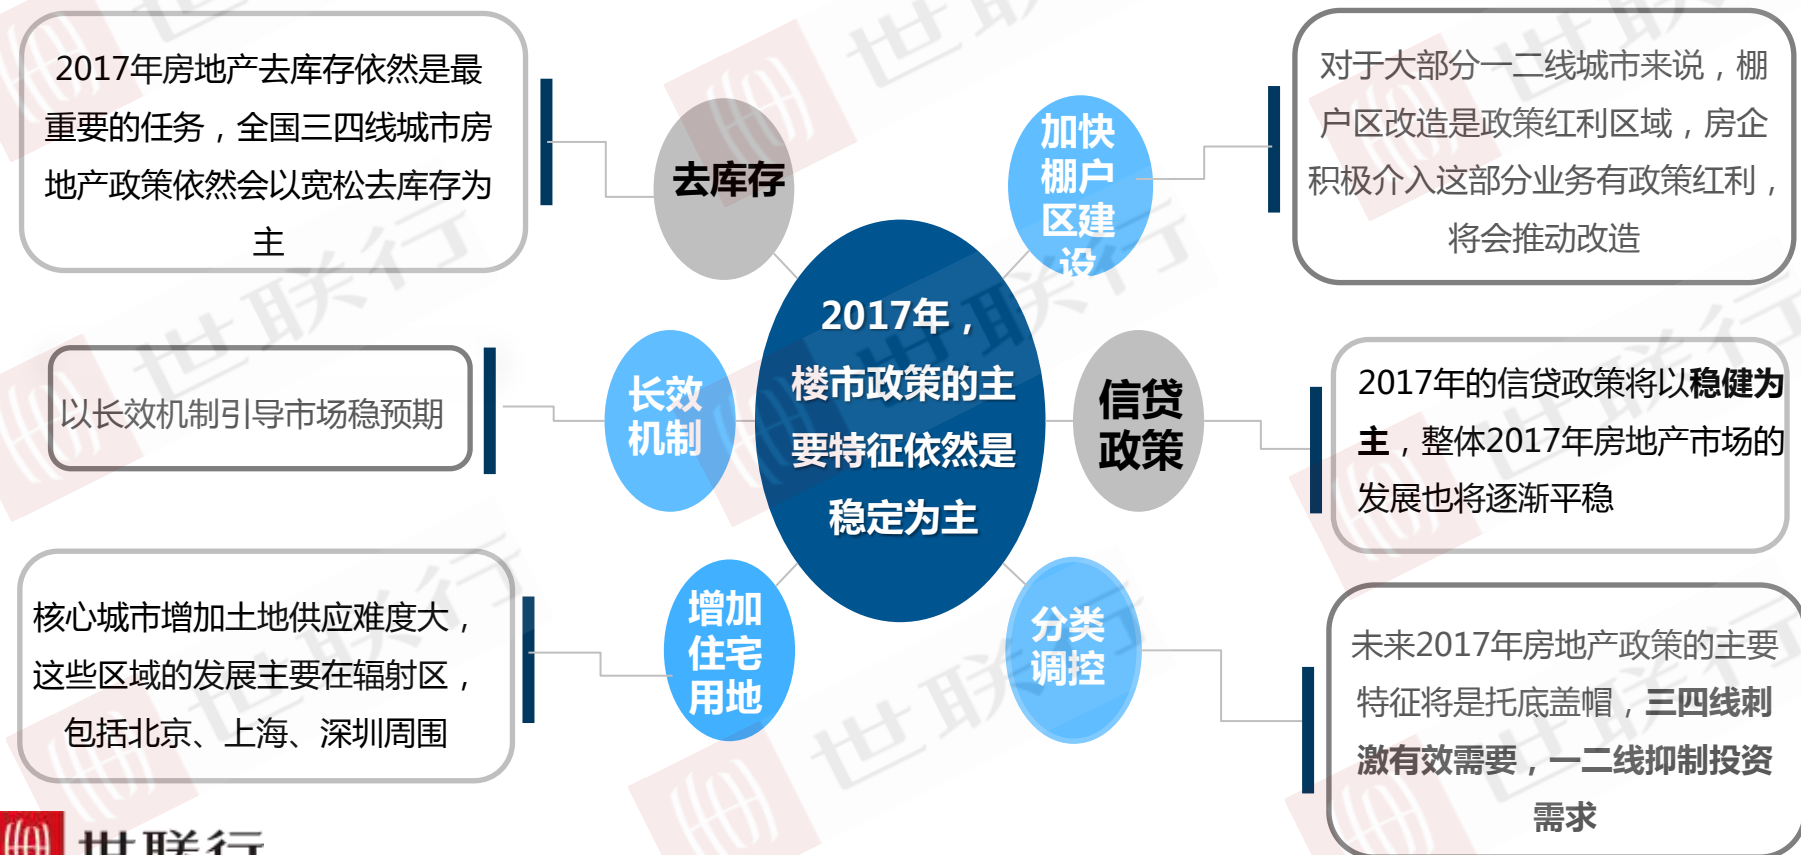 2017年房地产去库存依然是最
重要的任务，全国三四线城市房
地产政策依然会以宽松去库存为
主
去库存
以长效机制引导市场稳预期
长效
机制
核心城市增加土地供应难度大，
这些区域的发展主要在辐射区，
包括北京、上海、深圳周围
增加
住宅
用地
2017年，
楼市政策的主
要特征依然是
稳定为主
加快
棚户
区建
设
对于大部分一二线城市来说，棚
户区改造是政策红利区域，房企
积极介入这部分业务有政策红利，
将会推动改造
信贷
政策
2017年的信贷政策将以稳健为
主，整体2017年房地产市场的
发展也将逐渐平稳
分类
调控
未来2017年房地产政策的主要
特征将是托底盖帽，三四线刺
激有效需要，一二线抑制投资
需求
世联行